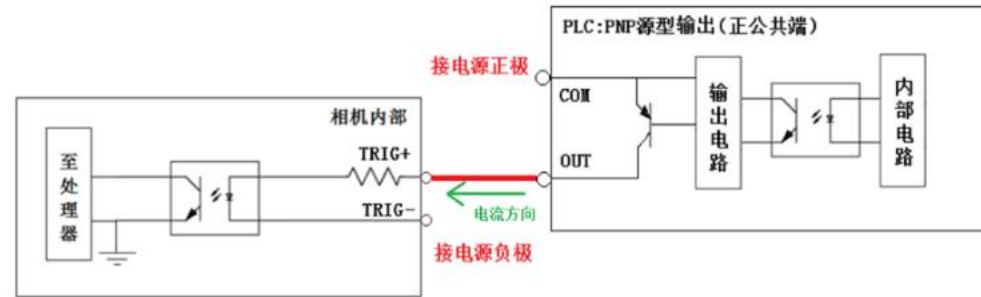 PLC:PNP源型输出(正公共端)
接电源正极
COM
输出电路
内部电路
相机内部
至处理器
TRIG+
OUT
TRIG-
电流方向
接电源负极